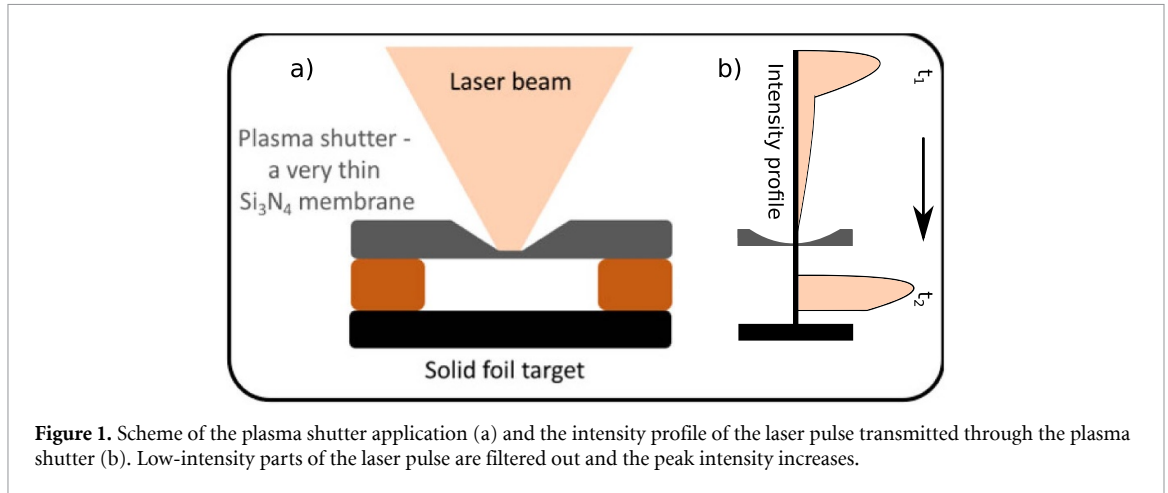 a)
Laser beam
Plasma shutter -
a very thin
Si₃N₄ membrane
Solid foil target
b)
Intensity profile
t₁
t₂
Figure 1. Scheme of the plasma shutter application (a) and the intensity profile of the laser pulse transmitted through the plasma
shutter (b). Low-intensity parts of the laser pulse are filtered out and the peak intensity increases.